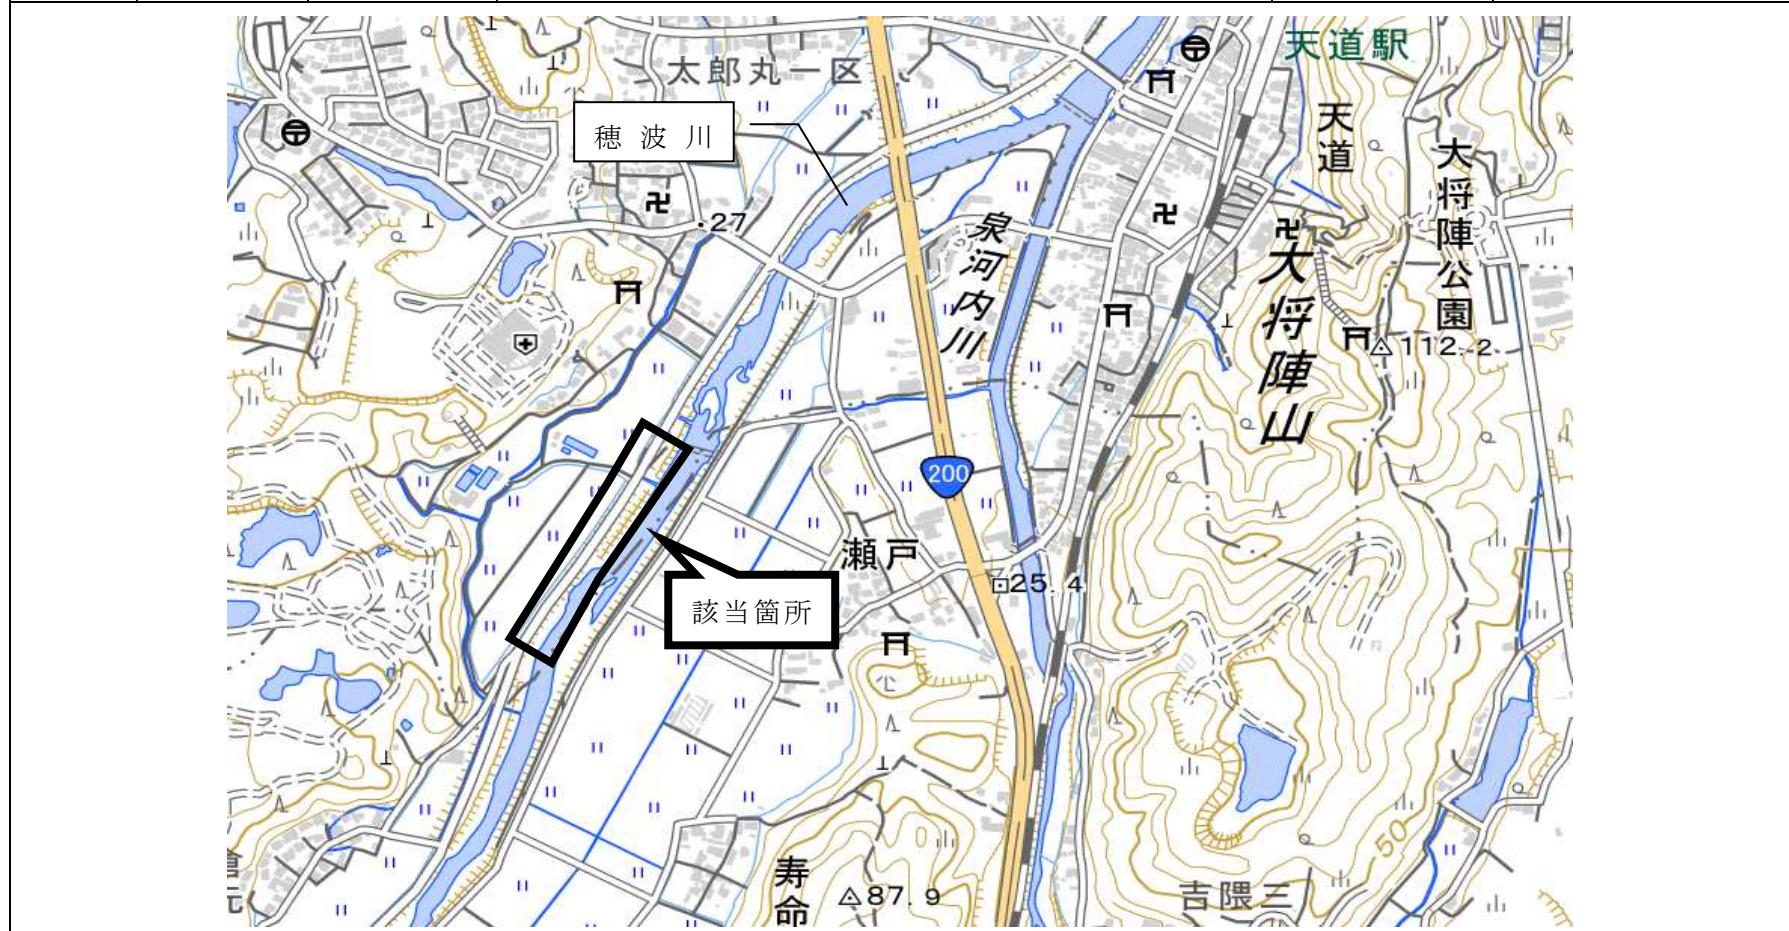 太郎丸一区
天道駅
穂波川
天道
大将陣公園
27
泉河内川
大将陣山
112.2
200
瀬戸
25.4
該当箇所
40
50
寿命
87.9
吉隈三